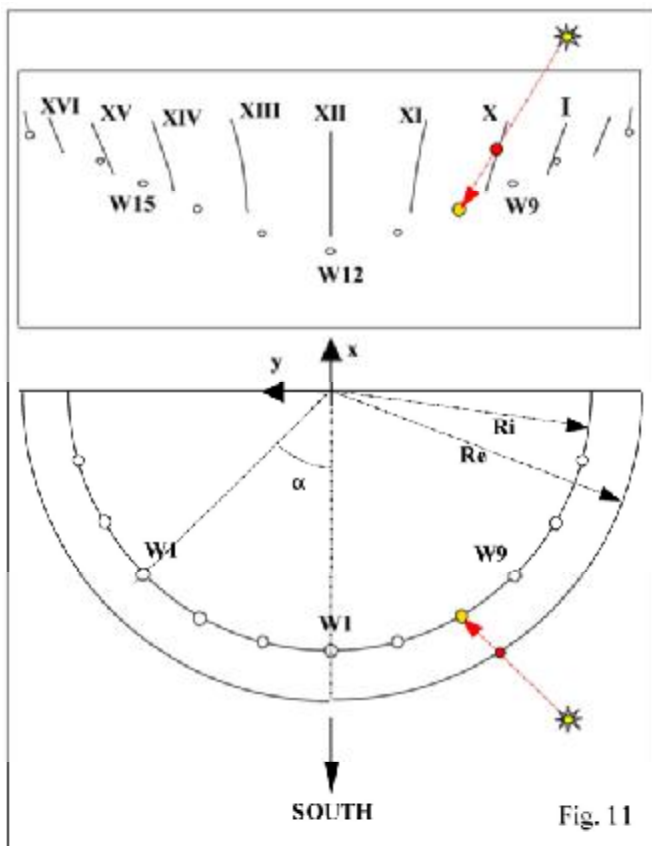 XVI XV XIV XIII XII XI X I
W15 W9
W12
x
y
Ri
Re
α
W1 W9
W1
SOUTH
Fig. 11